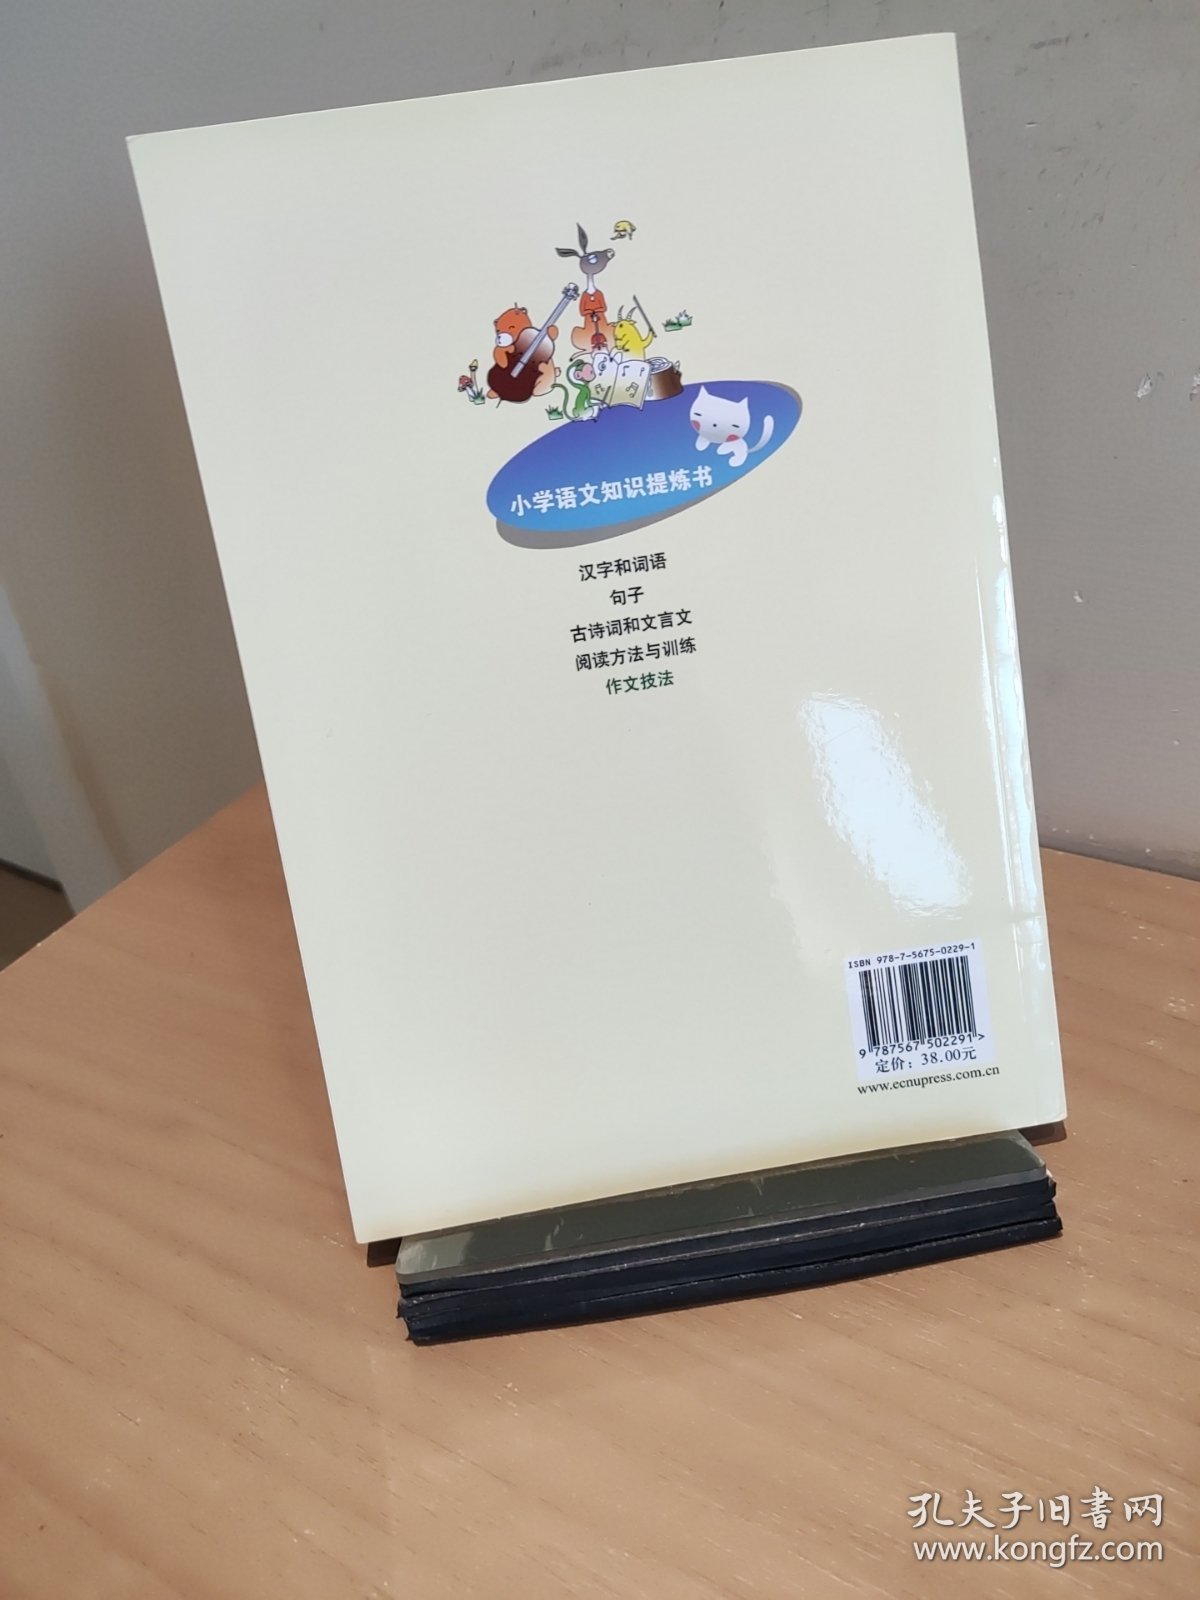 小学语文知识提炼书
汉字和词语
句子
古诗词和文言文
阅读方法与训练
作文技法
ISBN 978-7-5675-0229-1
9 787567 502291>
定价：38.00元
www.ecnupress.com.cn
孔夫子旧书网
www.kongfz.com